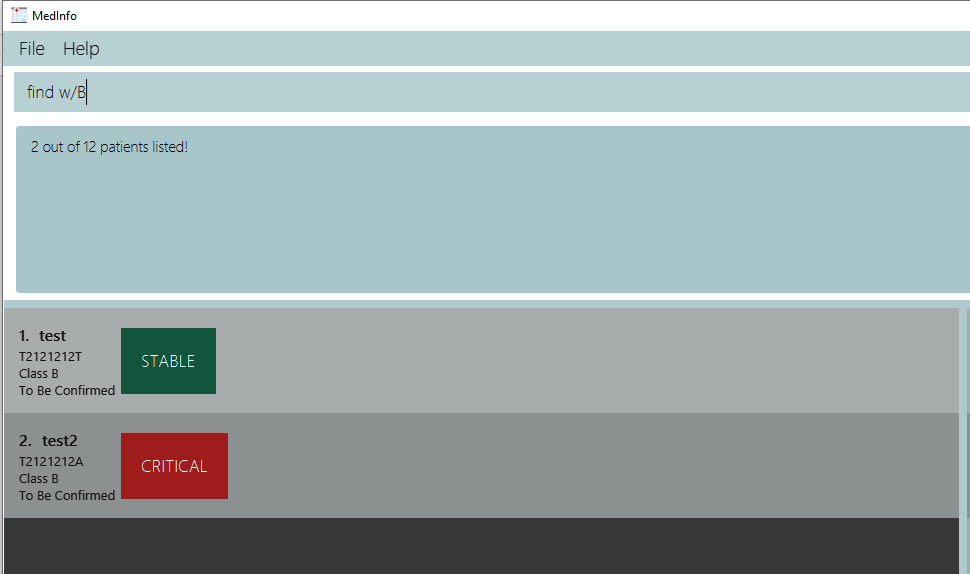 MedInfo
File Help
find w/B
2 out of 12 patients listed!
1. test
T2121212T
Class B
To Be Confirmed
STABLE
2. test2
T2121212A
Class B
To Be Confirmed
CRITICAL